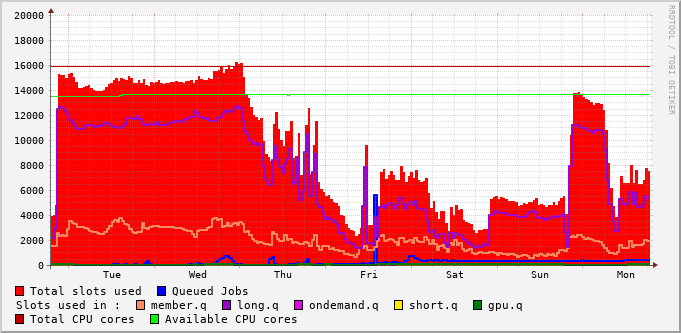 RRDTOOL / TOBI OETIKER
20000
18000
16000
14000
12000
10000
8000
6000
4000
2000
0
Tue Wed Thu Fri Sat Sun Mon
Total slots used Queued Jobs
Slots used in : member.q long.q ondemand.q short.q gpu.q
Total CPU cores Available CPU cores